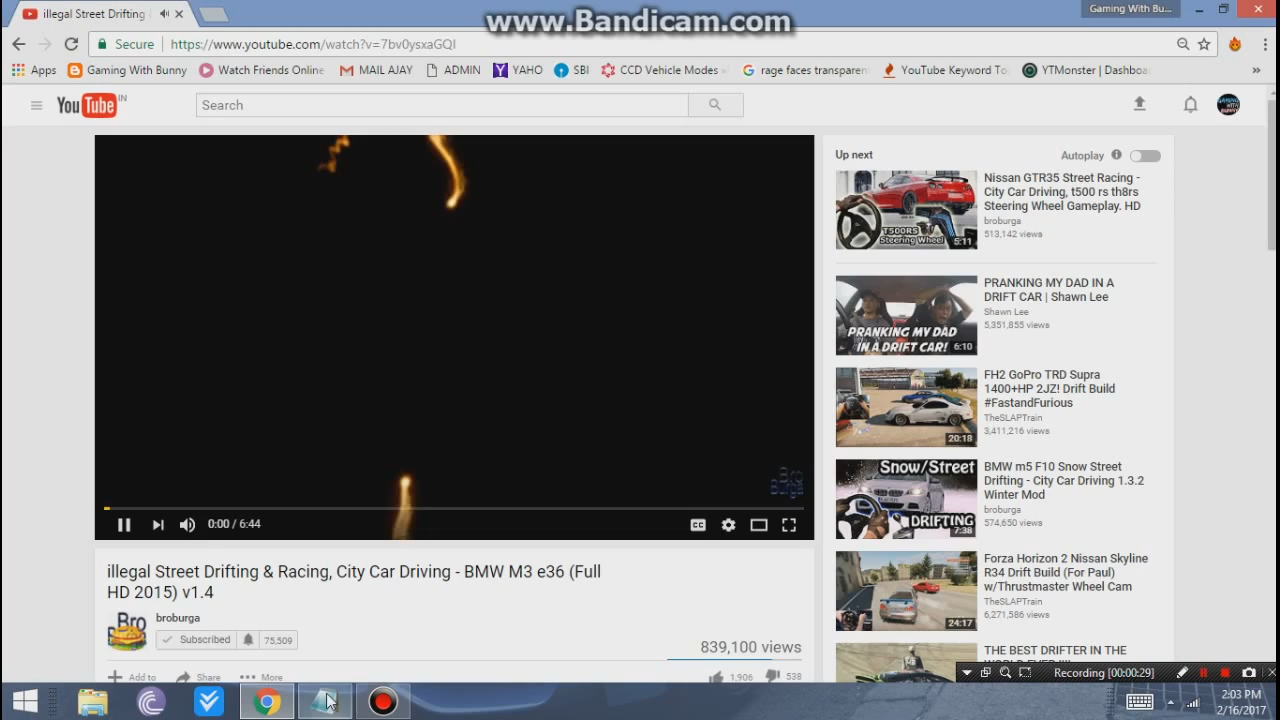 illegal Street Drifting
www.Bandicam.com
Gaming With Bu...
Secure
https://www.youtube.com/watch?v=7bv0ysxaGQI
Apps
Gaming With Bunny
Watch Friends Online
MAIL AJAY
ADMIN
YAHO
SBI
CCD Vehicle Modes
rage faces transparen
YouTube Keyword To
YTMonster | Dashboa
YouTube IN
Search
Up next
Autoplay
Nissan GTR35 Street Racing -
City Car Driving, t500 rs th8rs
Steering Wheel Gameplay. HD
broburga
513,142 views
T500RS
Steering Wheel
5:11
PRANKING MY DAD IN A
DRIFT CAR | Shawn Lee
Shawn Lee
5,351,855 views
PRANKING MY DAD
IN A DRIFT CAR!
6:10
FH2 GoPro TRD Supra
1400+HP 2JZ! Drift Build
#FastandFurious
TheSLAPTrain
3,411,216 views
20:18
BMW m5 F10 Snow Street
Drifting - City Car Driving 1.3.2
Winter Mod
broburga
574,650 views
Snow/Street
DRIFTING
7:38
Forza Horizon 2 Nissan Skyline
R34 Drift Build (For Paul)
w/Thrustmaster Wheel Cam
TheSLAPTrain
6,271,586 views
24:17
THE BEST DRIFTER IN THE
Bro
Burga
0:00 / 6:44
CC
illegal Street Drifting & Racing, City Car Driving - BMW M3 e36 (Full
HD 2015) v1.4
Bro
broburga
Subscribed
75,509
839,100 views
Add to
Share
More
1,906
538
Recording [00:00:29]
2:03 PM
2/16/2017